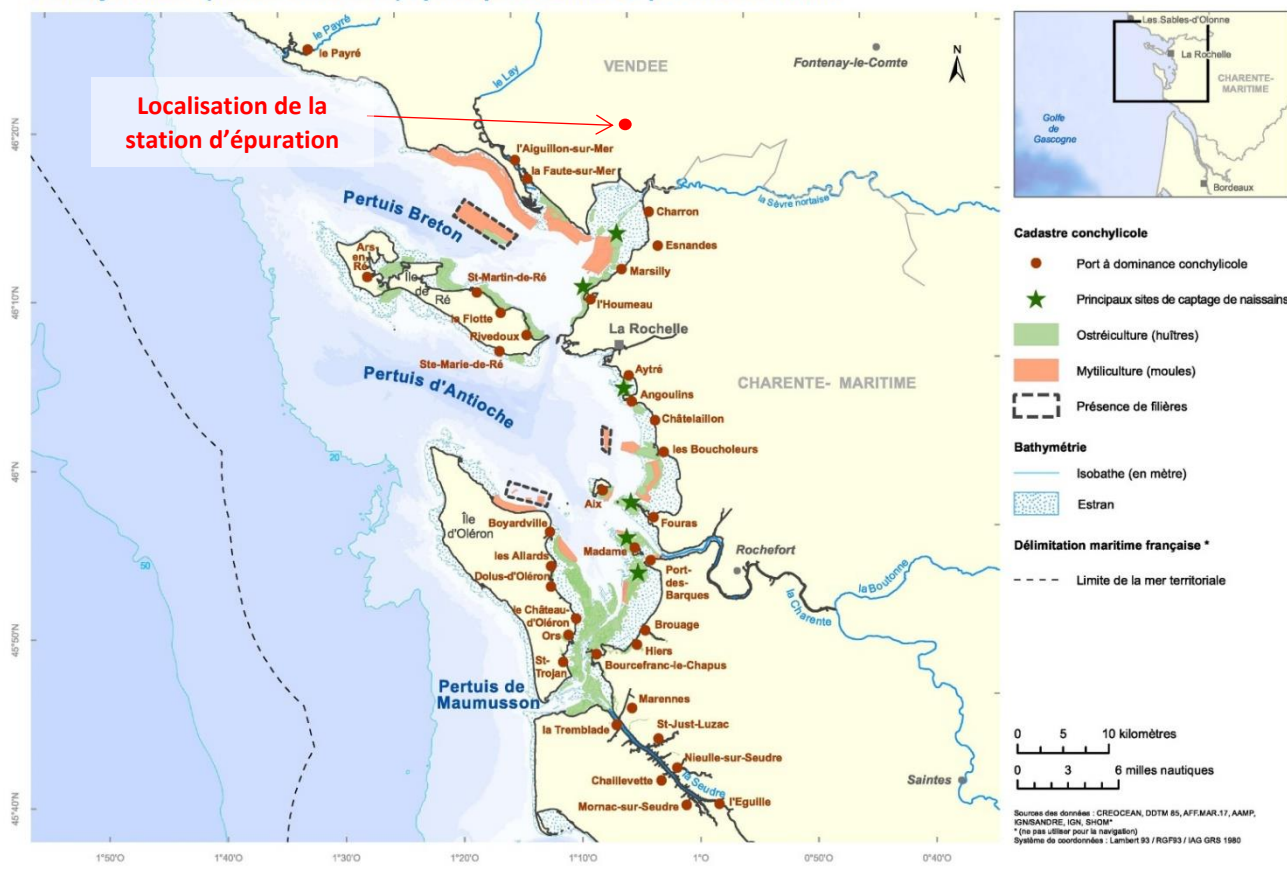 le Payré
le Payré
le Lay
VENDEE
Fontenay-le-Comte
N
Localisation de la
station d'épuration
l'Aiguillon-sur-Mer
la Faute-sur-Mer
la Sèvre niortaise
Pertuis Breton
Charron
Esnandes
Marsilly
Ars-
en-
Ré
Île
de
Ré
St-Martin-de-Ré
l'Houmeau
la Flotte
Rivedoux
La Rochelle
Ste-Marie-de-Ré
Pertuis d'Antioche
Aytré
CHARENTE- MARITIME
Angoulins
Châtelaillon
les Boucholeurs
20
Aix
Île
d'Oléron
Boyardville
Fouras
les Allards
Madame
Rochefort
Dolus-d'Oléron
Port-
des-
Barques
la Boutonne
la Charente
50
le Château-
d'Oléron
Brouage
Ors
Hiers
St-
Trojan
Bourcefranc-le-Chapus
Pertuis de
Maumusson
Marennes
la Tremblade
St-Just-Luzac
Nieulle-sur-Seudre
Chaillevette
la Seudre
Saintes
Mornac-sur-Seudre
l'Eguille
46°20'N
46°10'N
46°N
45°50'N
45°40'N
1°50'O
1°40'O
1°30'O
1°20'O
1°10'O
1°O
0°50'O
0°40'O
Les Sables-d'Olonne
La Rochelle
CHARENTE-
MARITIME
Golfe
de
Gascogne
Bordeaux
Cadastre conchylicole
Port à dominance conchylicole
Principaux sites de captage de naissains
Ostréiculture (huîtres)
Mytiliculture (moules)
Présence de filières
Bathymétrie
Isobathe (en mètre)
Estran
Délimitation maritime française *
Limite de la mer territoriale
0 5 10 kilomètres
0 3 6 milles nautiques
Sources des données : CREOCEAN, DDTM 85, AFF.MAR.17, AAMP,
IGN/SANDRE, IGN, SHOM*
* (ne pas utiliser pour la navigation)
Système de coordonnées : Lambert 93 / RGF93 / IAG GRS 1980